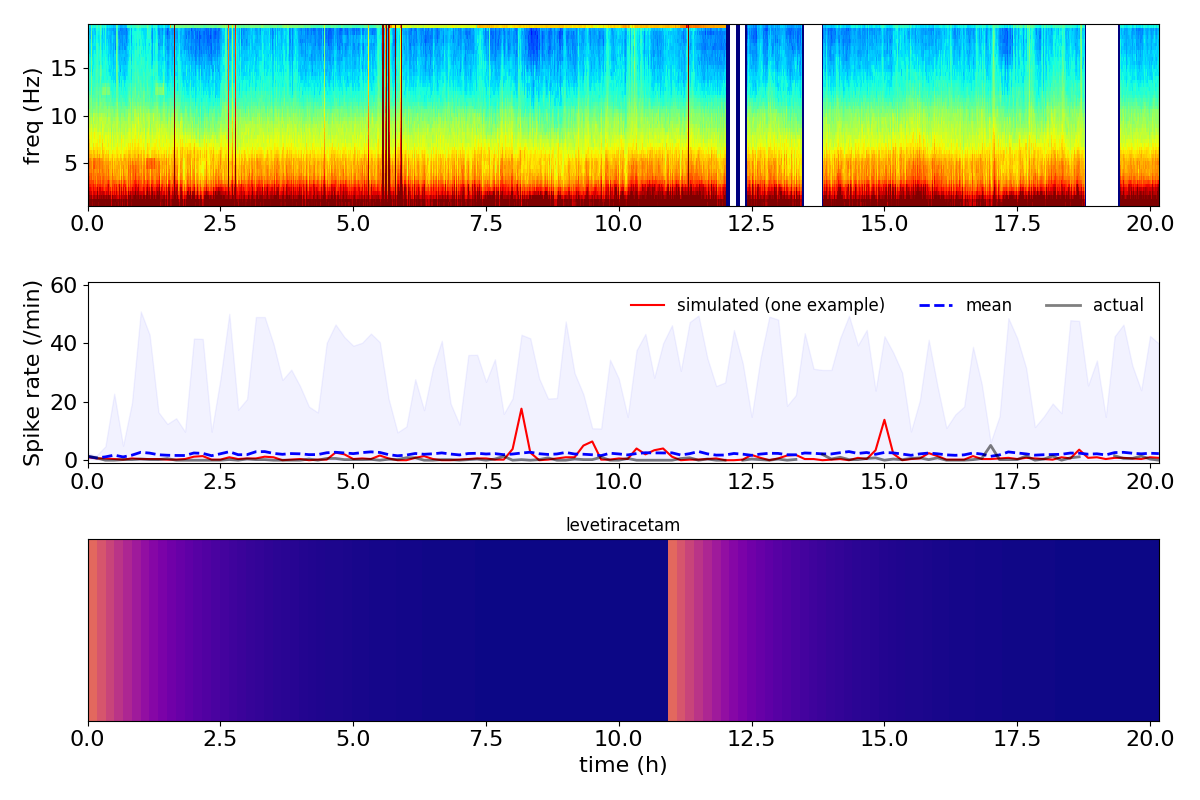 freq (Hz)
15
10
5
0.0 2.5 5.0 7.5 10.0 12.5 15.0 17.5 20.0
Spike rate (/min)
60
40
20
0
simulated (one example) mean actual
0.0 2.5 5.0 7.5 10.0 12.5 15.0 17.5 20.0
levetiracetam
0.0 2.5 5.0 7.5 10.0 12.5 15.0 17.5 20.0
time (h)